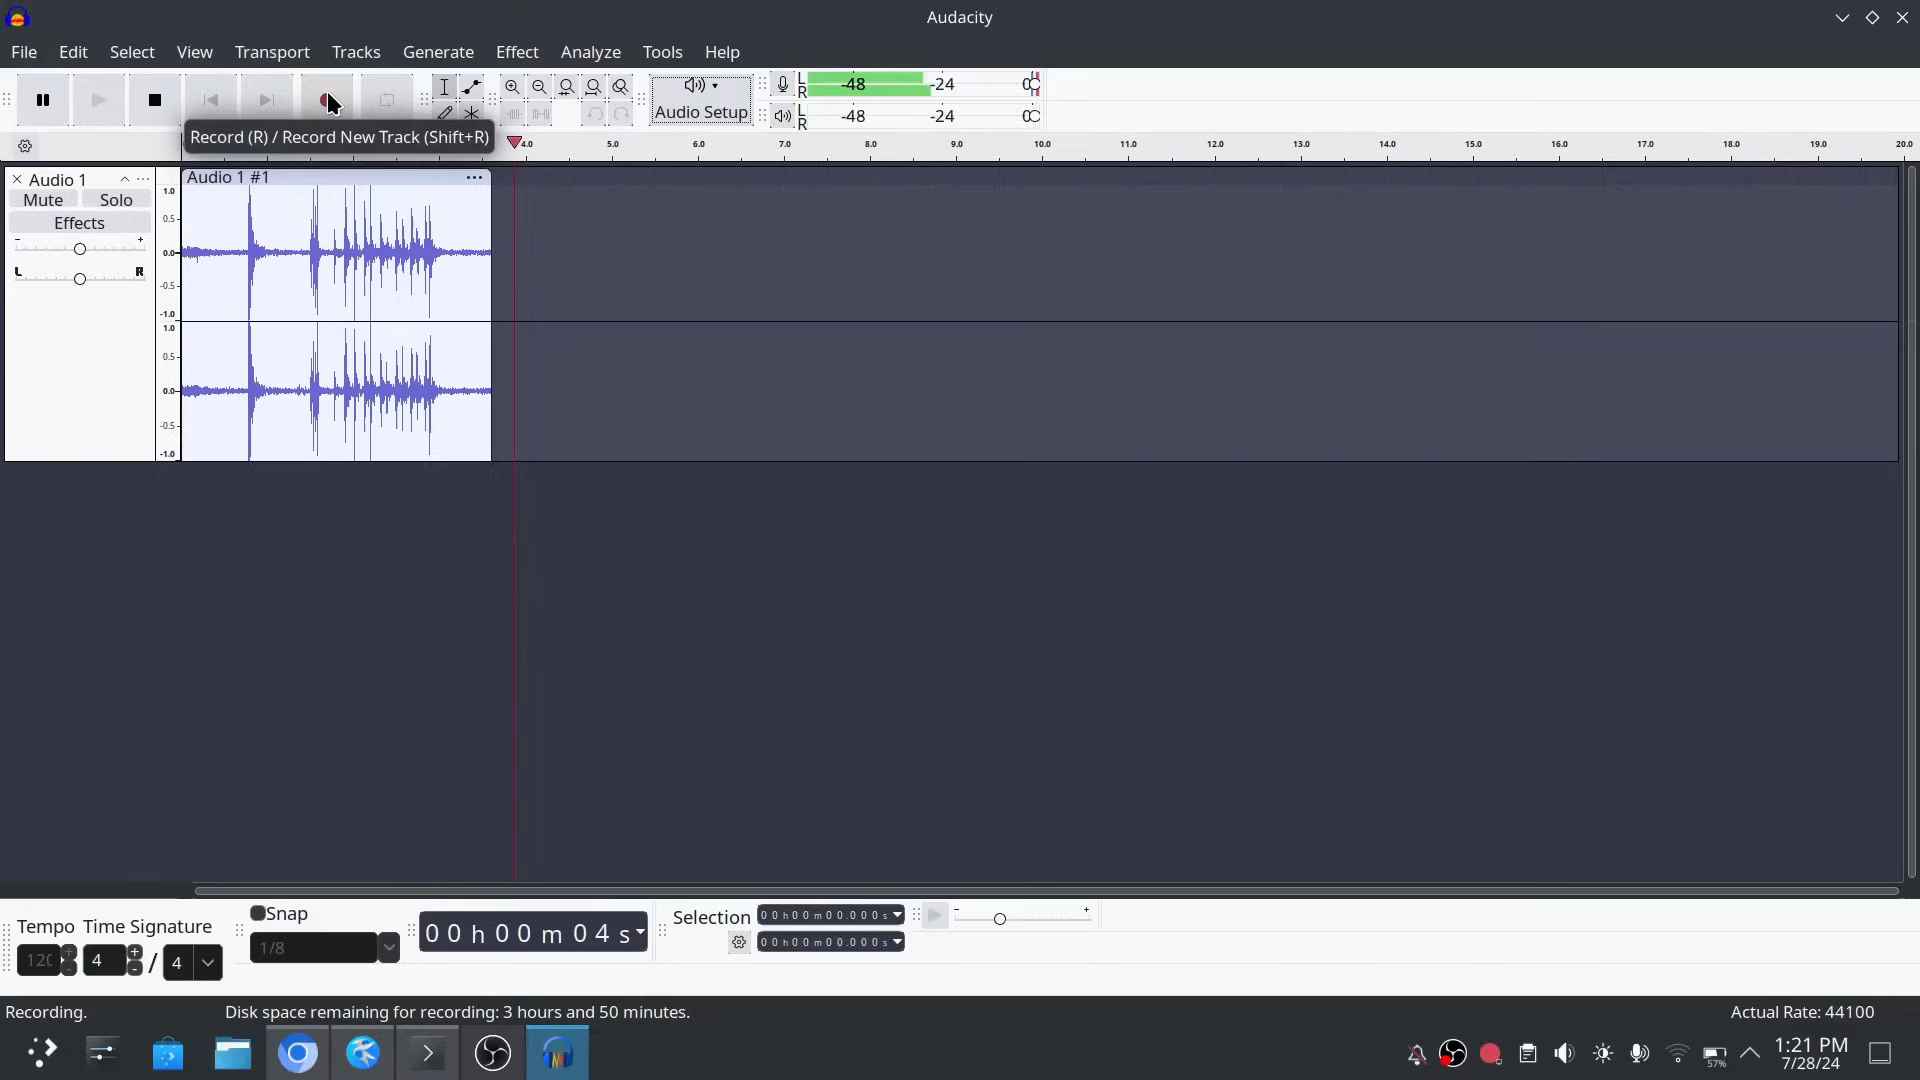 Audacity
File Edit Select View Transport Tracks Generate Effect Analyze Tools Help
L
R
-48 -24 0
Audio Setup
L
R
-48 -24 0
Record (R) / Record New Track (Shift+R)
4.0 5.0 6.0 7.0 8.0 9.0 10.0 11.0 12.0 13.0 14.0 15.0 16.0 17.0 18.0 19.0 20.0
Audio 1
Audio 1 #1
Mute Solo
Effects
- +
L R
1.0
0.5
0.0
-0.5
-1.0
1.0
0.5
0.0
-0.5
-1.0
Tempo Time Signature
4 / 4
Snap
1/8
00 h 00 m 04 s
Selection
00 h 00 m 00.000 s
00 h 00 m 00.000 s
- +
Recording.
Disk space remaining for recording: 3 hours and 50 minutes.
Actual Rate: 44100
57%
1:21 PM
7/28/24